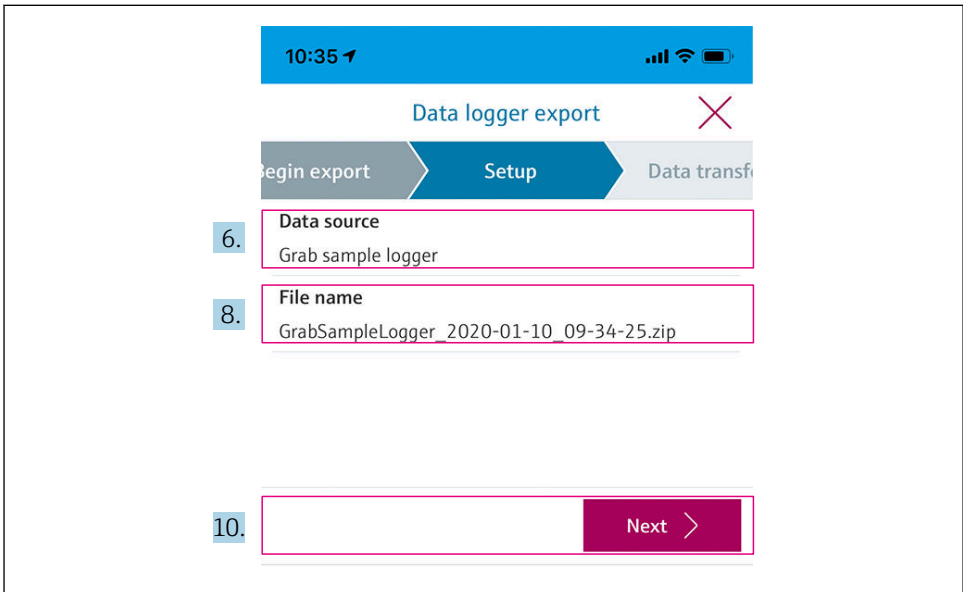 10:35
Data logger export
Begin export
Setup
Data transf
6.
Data source
Grab sample logger
8.
File name
GrabSampleLogger_2020-01-10_09-34-25.zip
10.
Next